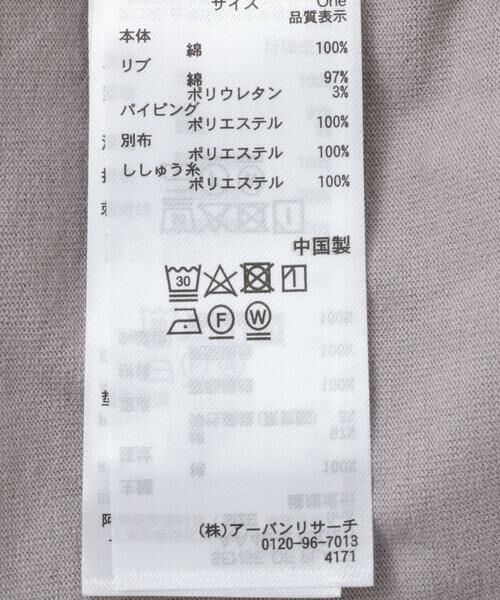 サイズ One
品質表示
本体
綿 100%
リブ
綿 97%
ポリウレタン 3%
パイピング
ポリエステル 100%
別布
ポリエステル 100%
ししゅう糸
ポリエステル 100%
中国製
30
F W
(株)アーバンリサーチ
0120-96-7013
4171